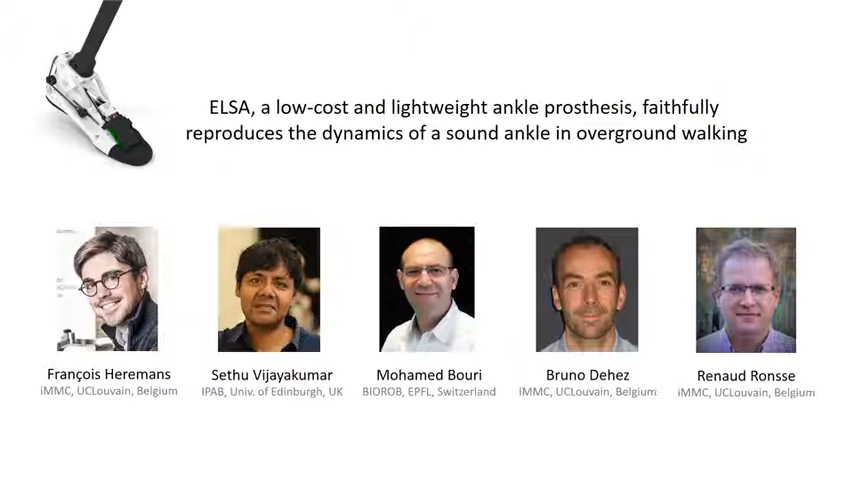 ELSA, a low-cost and lightweight ankle prosthesis, faithfully
reproduces the dynamics of a sound ankle in overground walking
François Heremans
iMMC, UCLouvain, Belgium
Sethu Vijayakumar
IPAB, Univ. of Edinburgh, UK
Mohamed Bouri
BIOROB, EPFL, Switzerland
Bruno Dehez
iMMC, UCLouvain, Belgium
Renaud Ronsse
iMMC, UCLouvain, Belgium